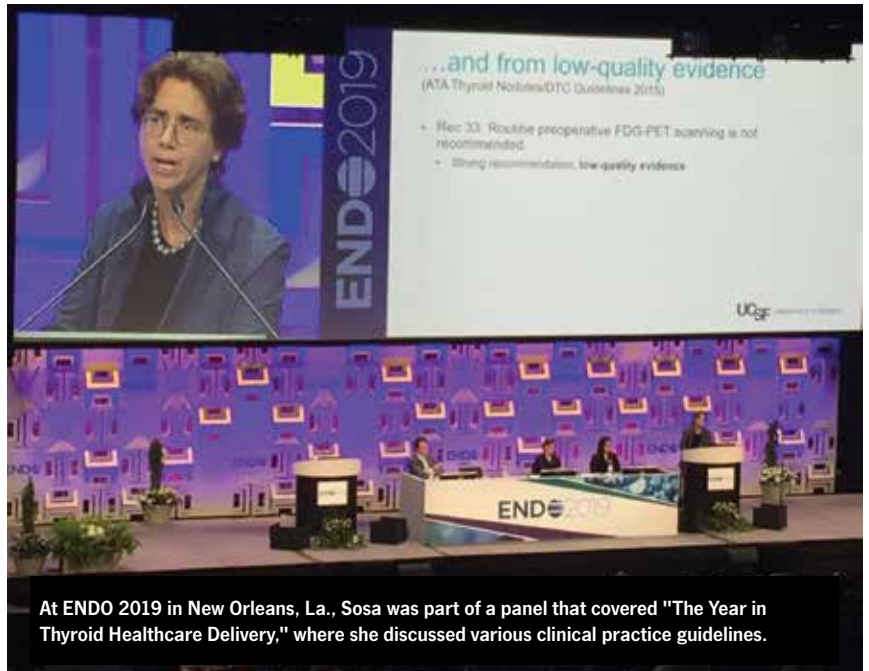 END 2019
...and from low-quality evidence
(ATA Thyroid Nodules/DTC Guidelines 2015)
• Rec 33 Routine preoperative FDG-PET scanning is not
recommended
• Strong recommendation, low-quality evidence
UCSF
END 2019
At ENDO 2019 in New Orleans, La., Sosa was part of a panel that covered "The Year in
Thyroid Healthcare Delivery," where she discussed various clinical practice guidelines.